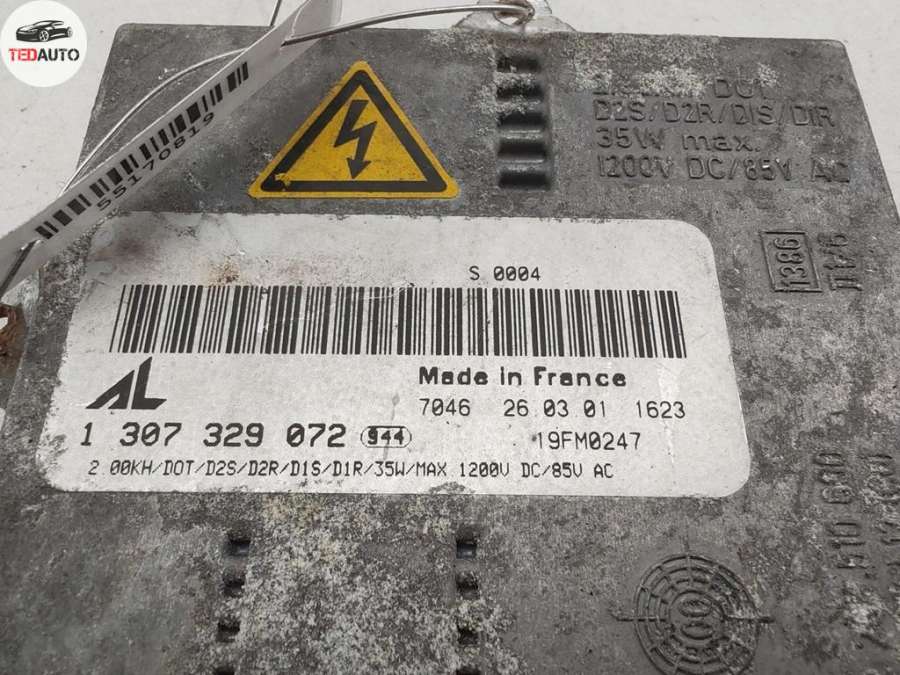 TEDAUTO
55170819
DOT
D2S/D2R/D1S/D1R
35W max.
1200V DC/85V AC
1386
S 0004
AL
Made in France
7046 26.03.01 1623
1 307 329 072 944
19FM0247
2.00KH/DOT/D2S/D2R/D1S/D1R/35W/MAX 1200V DC/85V AC